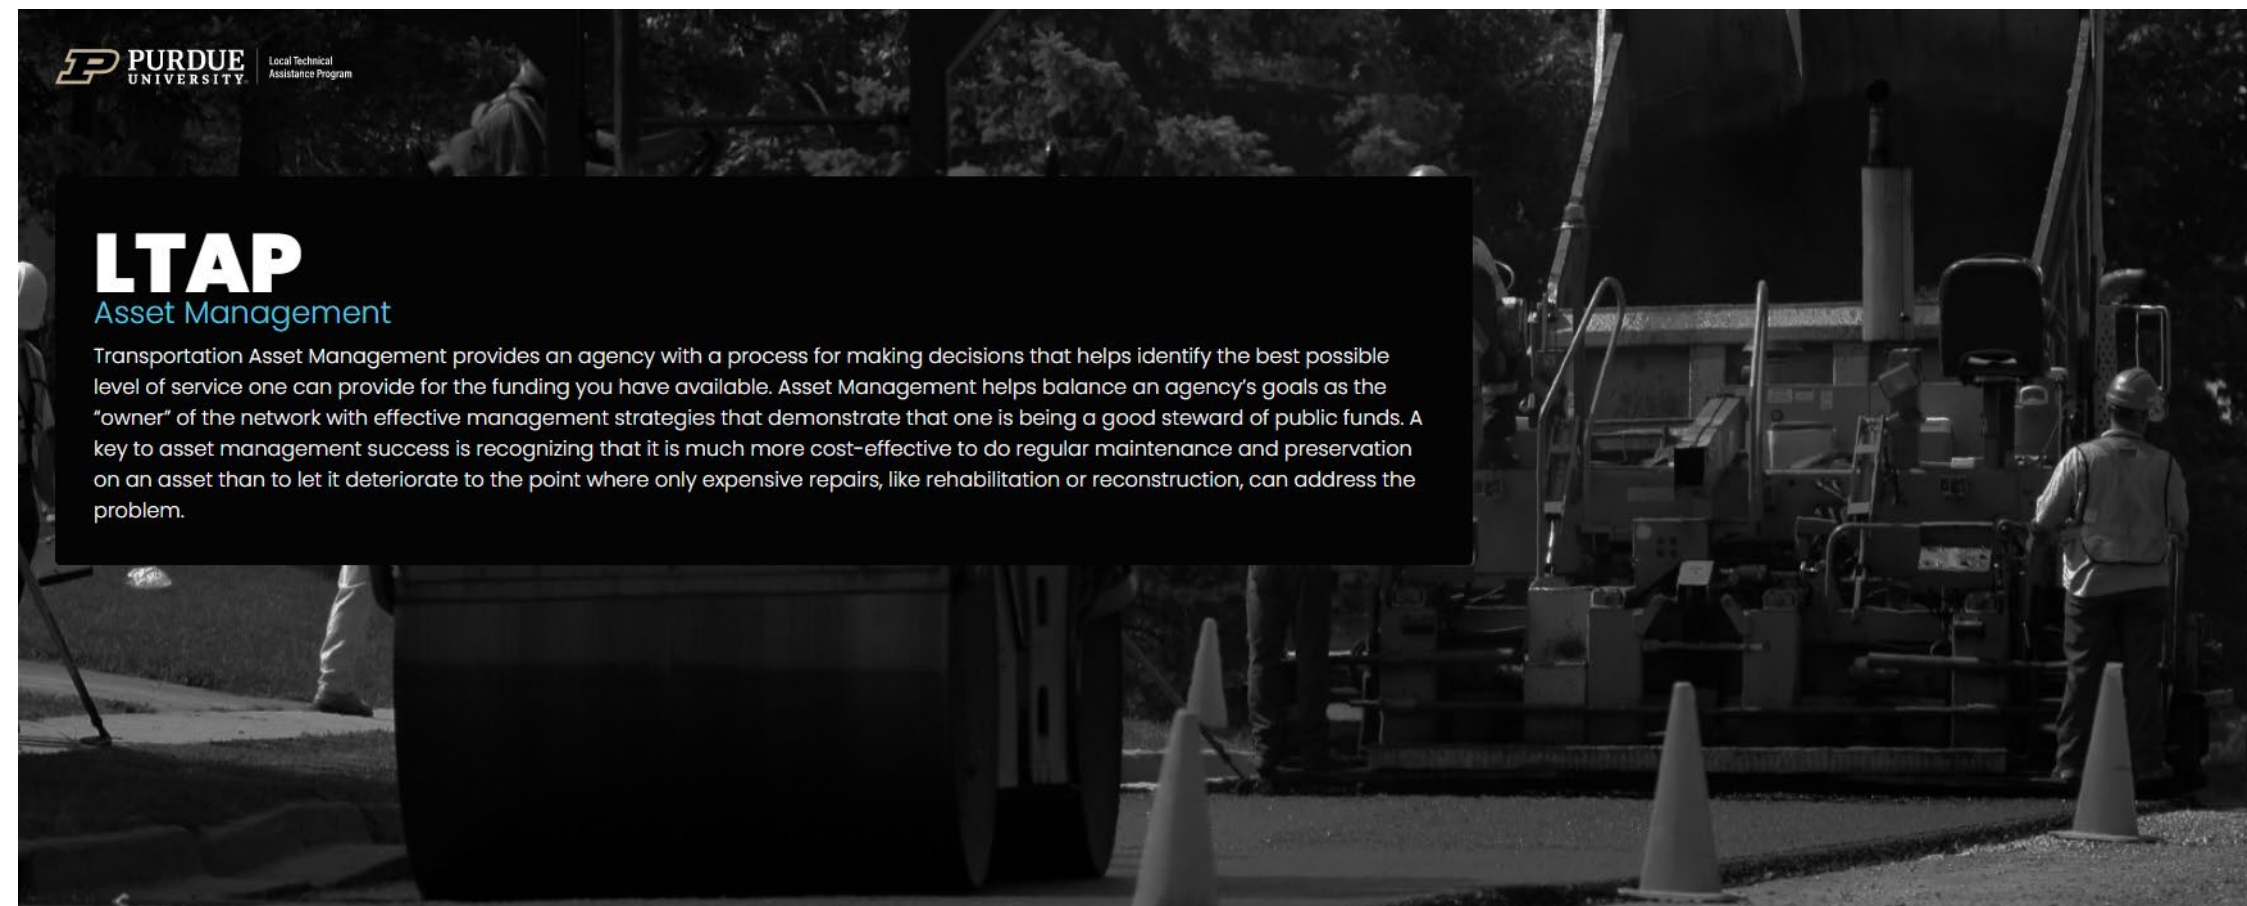 PURDUE
UNIVERSITY
Local Technical
Assistance Program
LTAP
Asset Management
Transportation Asset Management provides an agency with a process for making decisions that helps identify the best possible
level of service one can provide for the funding you have available. Asset Management helps balance an agency's goals as the
"owner" of the network with effective management strategies that demonstrate that one is being a good steward of public funds. A
key to asset management success is recognizing that it is much more cost-effective to do regular maintenance and preservation
on an asset than to let it deteriorate to the point where only expensive repairs, like rehabilitation or reconstruction, can address the
problem.